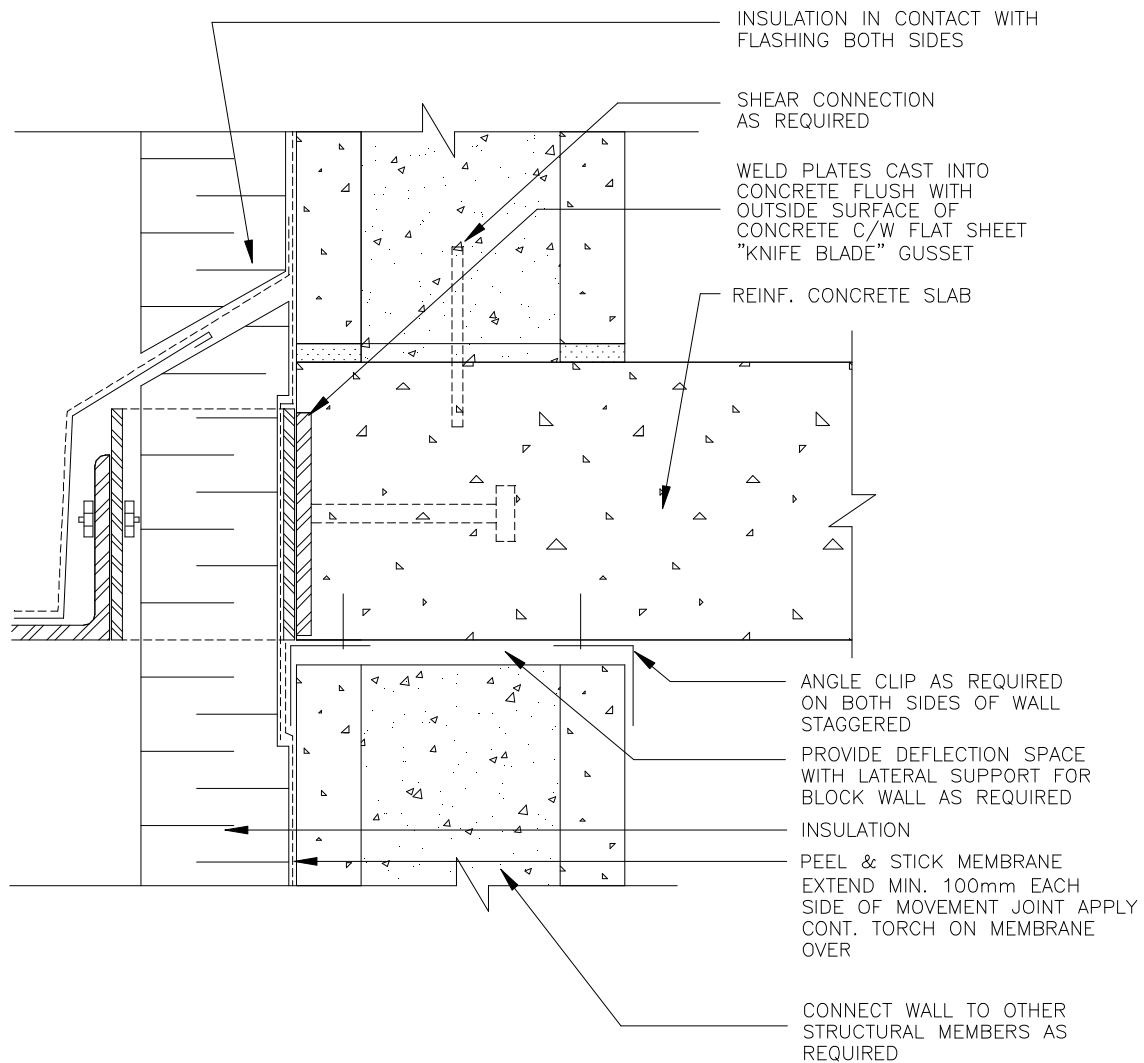 INSULATION IN CONTACT WITH
FLASHING BOTH SIDES
SHEAR CONNECTION
AS REQUIRED
WELD PLATES CAST INTO
CONCRETE FLUSH WITH
OUTSIDE SURFACE OF
CONCRETE C/W FLAT SHEET
"KNIFE BLADE" GUSSET
REINF. CONCRETE SLAB
ANGLE CLIP AS REQUIRED
ON BOTH SIDES OF WALL
STAGGERED
PROVIDE DEFLECTION SPACE
WITH LATERAL SUPPORT FOR
BLOCK WALL AS REQUIRED
INSULATION
PEEL & STICK MEMBRANE
EXTEND MIN. 100mm EACH
SIDE OF MOVEMENT JOINT APPLY
CONT. TORCH ON MEMBRANE
OVER
CONNECT WALL TO OTHER
STRUCTURAL MEMBERS AS
REQUIRED